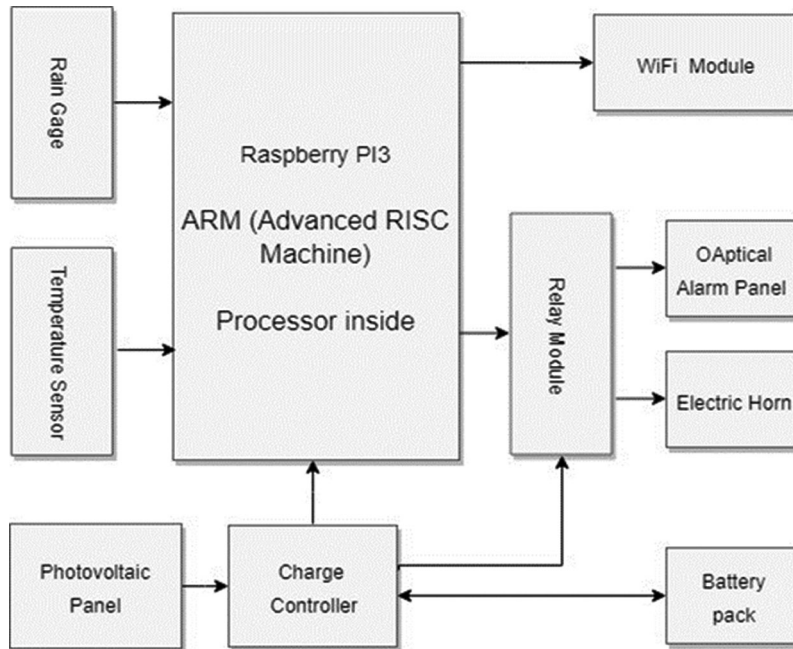 Rain Gage
WiFi Module
Raspberry PI3
ARM (Advanced RISC
Machine)
Processor inside
Temperature Sensor
Relay Module
OAptical
Alarm Panel
Electric Horn
Photovoltaic
Panel
Charge
Controller
Battery
pack